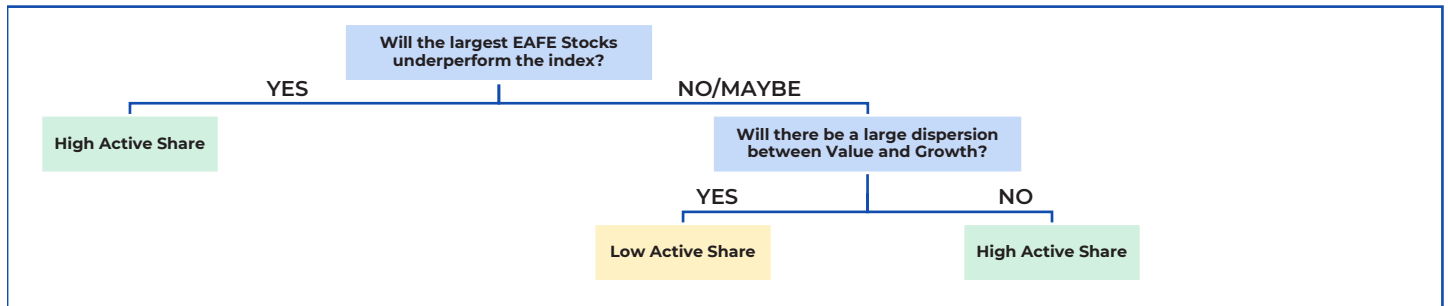 Will the largest EAFE Stocks
underperform the index?
YES
NO/MAYBE
High Active Share
Will there be a large dispersion
between Value and Growth?
YES
NO
Low Active Share
High Active Share